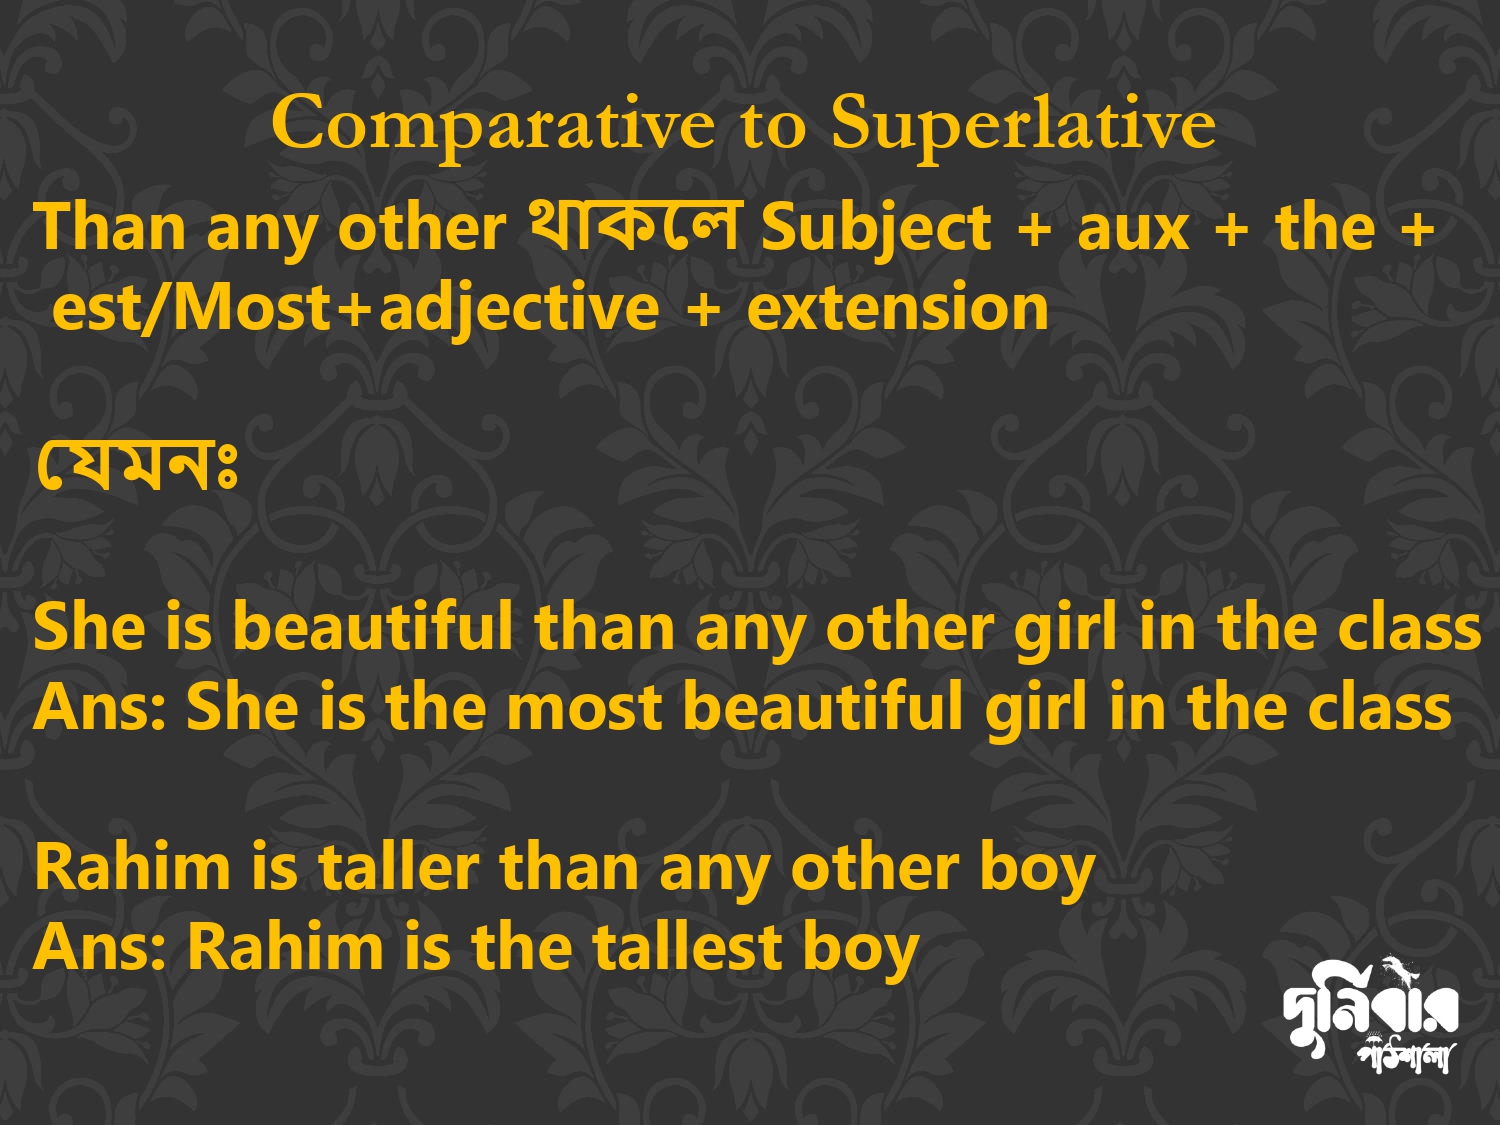 Comparative to Superlative
Than any other থাকলে Subject + aux + the +
est/Most+adjective + extension
যেমনঃ
She is beautiful than any other girl in the class
Ans: She is the most beautiful girl in the class
Rahim is taller than any other boy
Ans: Rahim is the tallest boy
দুর্নিবার
পাঠশালা